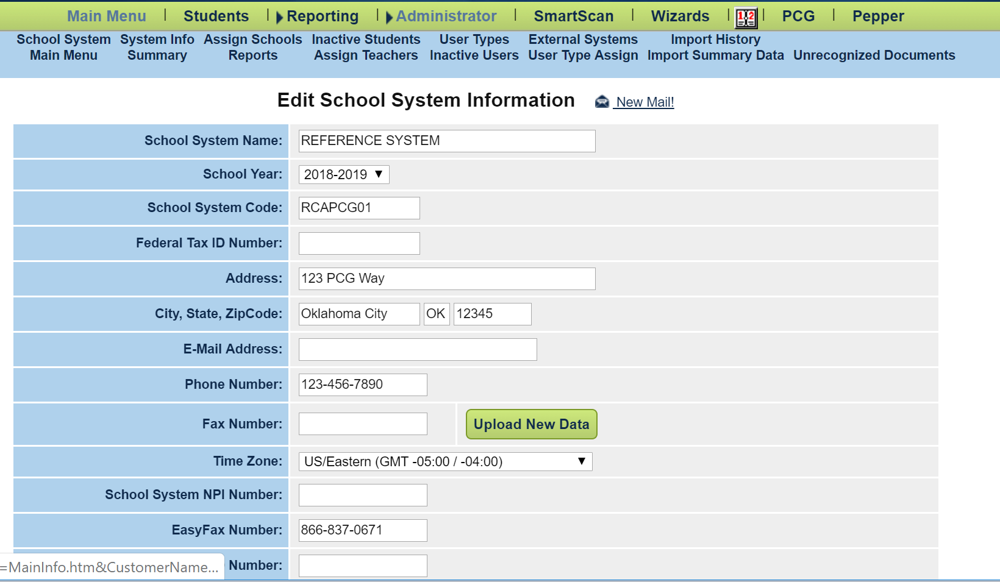 Main Menu | Students | Reporting | Administrator | SmartScan | Wizards | 12 | PCG | Pepper
School System System Info Assign Schools Inactive Students User Types External Systems Import History
Main Menu Summary Reports Assign Teachers Inactive Users User Type Assign Import Summary Data Unrecognized Documents
Edit School System Information New Mail!
School System Name: REFERENCE SYSTEM
School Year: 2018-2019
School System Code: RCAPCG01
Federal Tax ID Number:
Address: 123 PCG Way
City, State, ZipCode: Oklahoma City OK 12345
E-Mail Address:
Phone Number: 123-456-7890
Fax Number: Upload New Data
Time Zone: US/Eastern (GMT -05:00 / -04:00)
School System NPI Number:
EasyFax Number: 866-837-0671
=MainInfo.htm&CustomerName... Number: